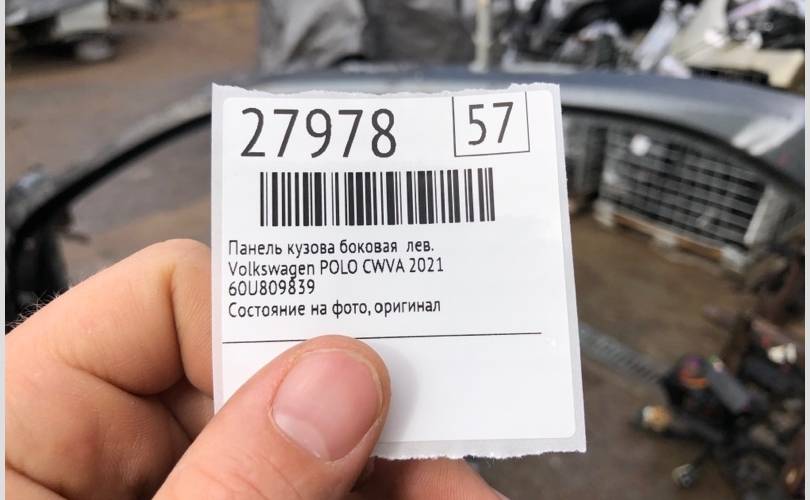 27978 57
Панель кузова боковая лев.
Volkswagen POLO CWVA 2021
60U809839
Состояние на фото, оригинал